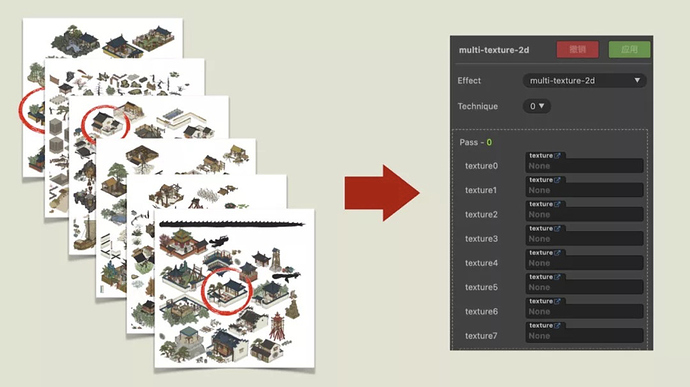 multi-texture-2d 撤销 应用
Effect multi-texture-2d
Technique 0
Pass - 0
texture0 texture None
texture1 texture None
texture2 texture None
texture3 texture None
texture4 texture None
texture5 texture None
texture6 texture None
texture7 texture None